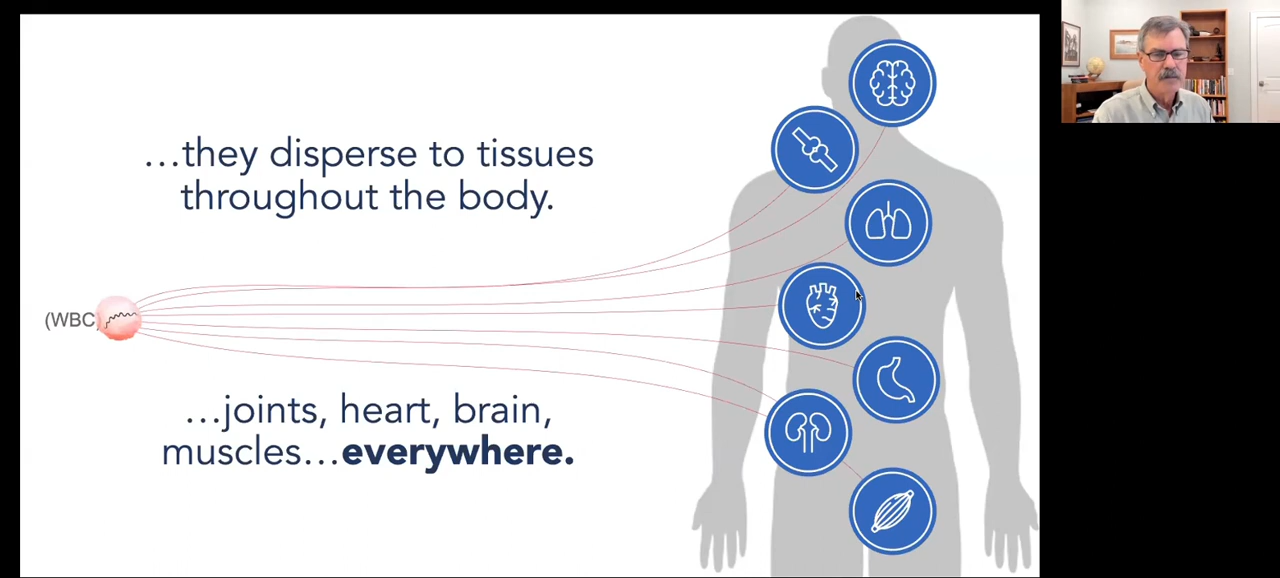 …they disperse to tissues
throughout the body.
(WBC)
…joints, heart, brain,
muscles…everywhere.